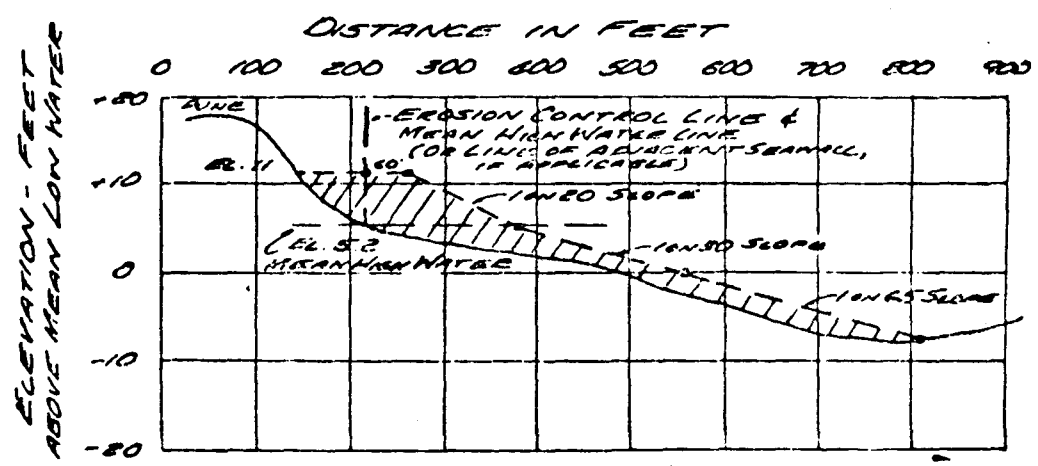 DISTANCE IN FEET
0 100 200 300 400 500 600 700 800 900
ELEVATION - FEET
ABOVE MEAN LOW WATER
+20
+10
0
-10
-20
DUNE
EROSION CONTROL LINE &
MEAN HIGH WATER LINE
(OR LINE OF ADJACENT SEAWALL,
IF APPLICABLE)
EL. 11
60'
1 ON 20 SLOPE
EL. 5.2
MEAN HIGH WATER
1 ON 30 SLOPE
1 ON 65 SLOPE